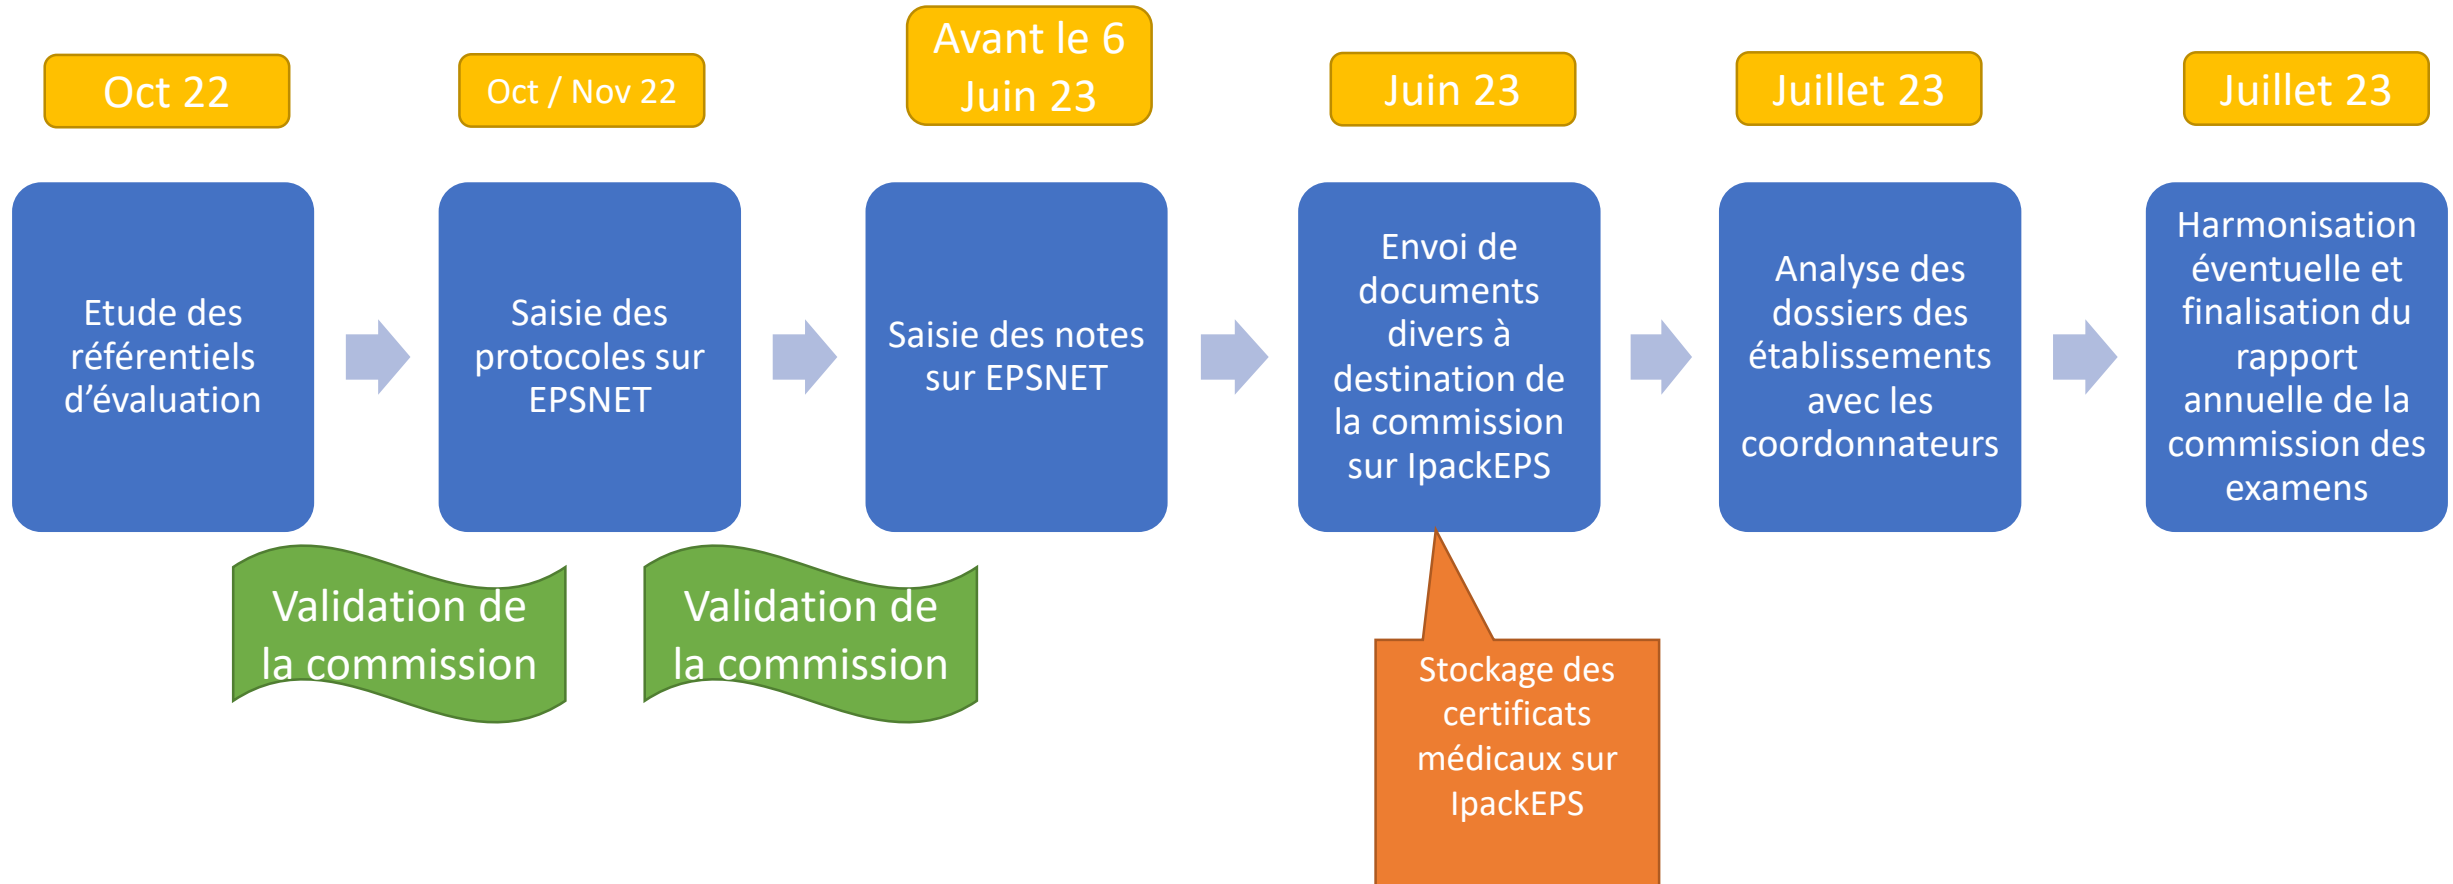 Oct 22
Oct / Nov 22
Avant le 6
Juin 23
Juin 23
Juillet 23
Juillet 23
Etude des
référentiels
d’évaluation
Saisie des
protocoles sur
EPSNET
Saisie des notes
sur EPSNET
Envoi de
documents
divers à
destination de
la commission
sur IpackEPS
Analyse des
dossiers des
établissements
avec les
coordonnateurs
Harmonisation
éventuelle et
finalisation du
rapport
annuelle de la
commission des
examens
Validation de
la commission
Validation de
la commission
Stockage des
certificats
médicaux sur
IpackEPS